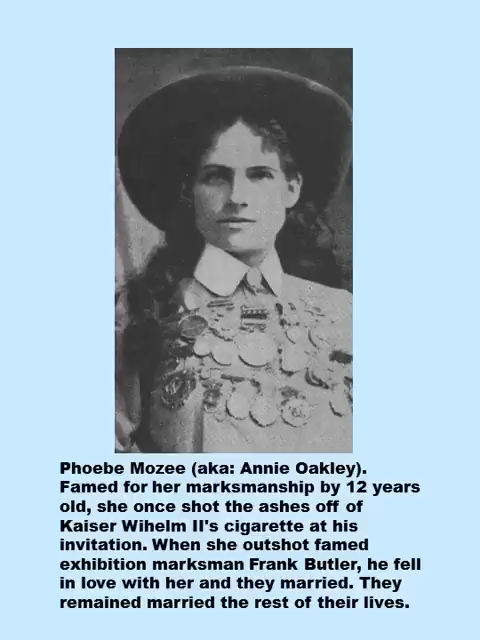 Phoebe Mozee (aka: Annie Oakley).
Famed for her marksmanship by 12 years
old, she once shot the ashes off of
Kaiser Wihelm II's cigarette at his
invitation. When she outshot famed
exhibition marksman Frank Butler, he fell
in love with her and they married. They
remained married the rest of their lives.